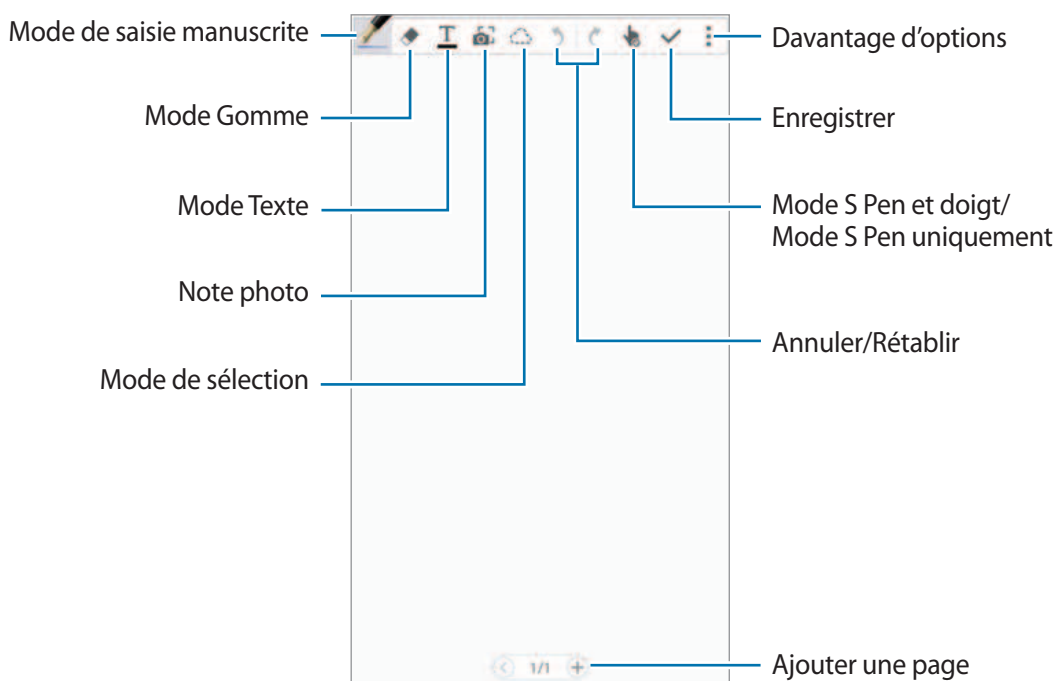 Mode de saisie manuscrite
Davantage d'options
Mode Gomme
Enregistrer
Mode Texte
Mode S Pen et doigt/
Mode S Pen uniquement
Note photo
Annuler/Rétablir
Mode de sélection
1/1
Ajouter une page